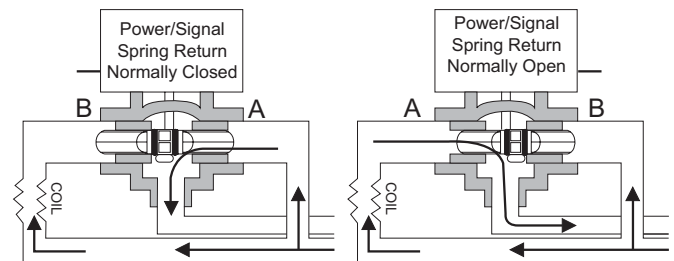 Power/Signal
Spring Return
Normally Closed
B
A
COIL
Power/Signal
Spring Return
Normally Open
A
B
COIL